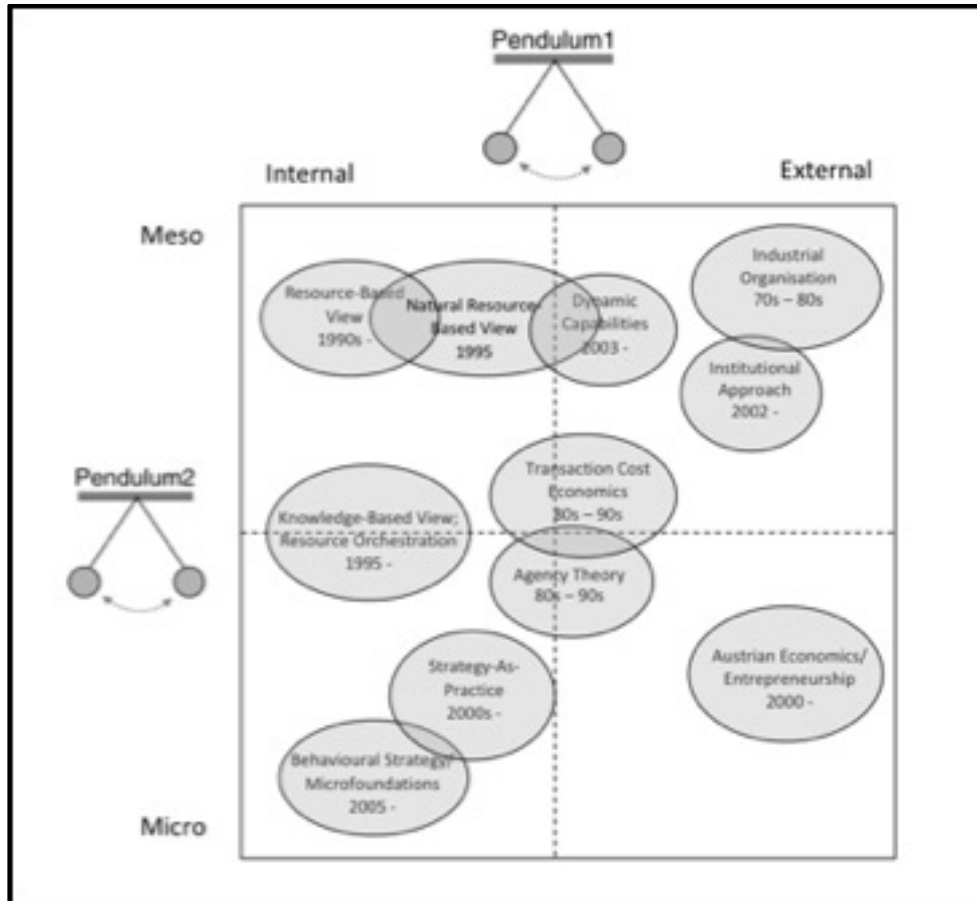 Pendulum1
Internal
External
Meso
Industrial
Organisation
70s – 80s
Resource-Based
View
1990s -
Natural Resource-
Based View
1995
Dynamic
Capabilities
2003 -
Institutional
Approach
2002 -
Pendulum2
Transaction Cost
Economics
80s – 90s
Knowledge-Based View;
Resource Orchestration
1995 -
Agency Theory
80s – 90s
Strategy-As-
Practice
2000s -
Austrian Economics/
Entrepreneurship
2000 -
Behavioural Strategy/
Microfoundations
2005 -
Micro